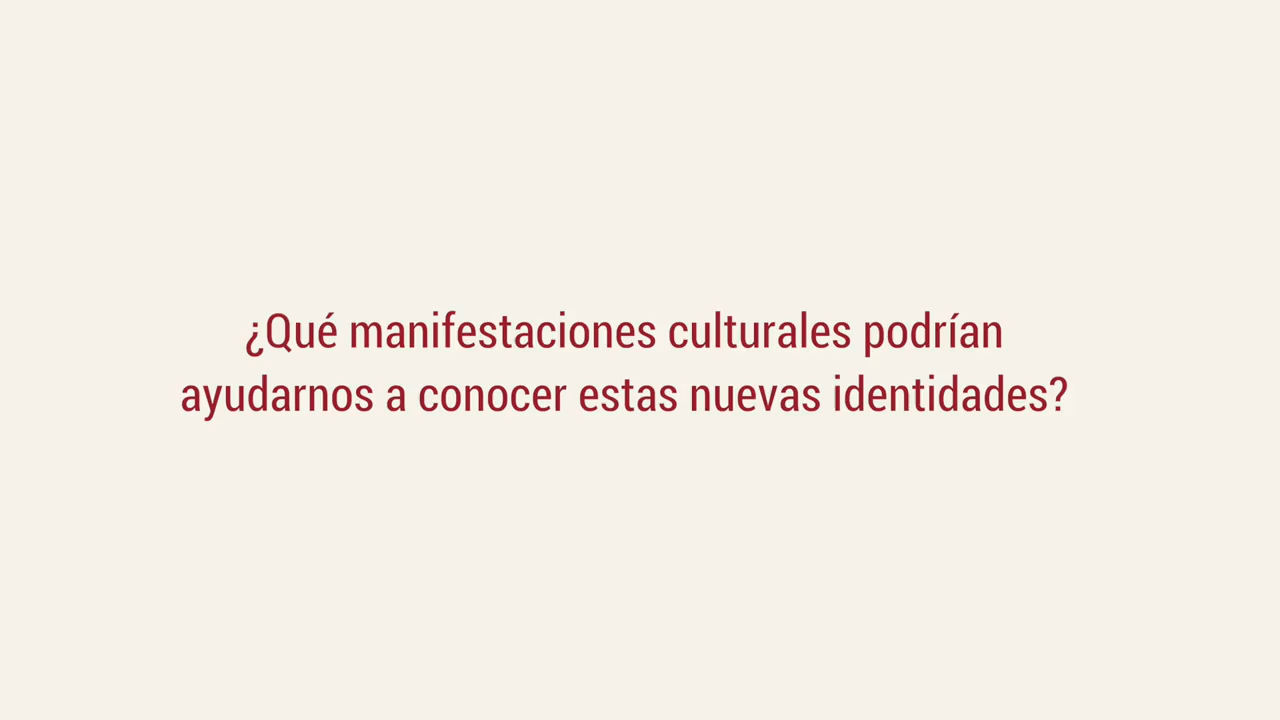 ¿Qué manifestaciones culturales podrían
ayudarnos a conocer estas nuevas identidades?